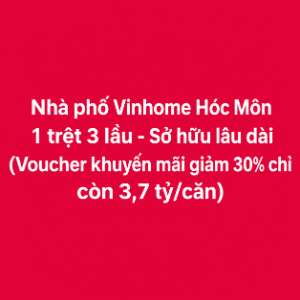 Nhà phố Vinhome Hóc Môn
1 trệt 3 lầu - Sở hữu lâu dài
(Voucher khuyến mãi giảm 30% chỉ
còn 3,7 tỷ/căn)